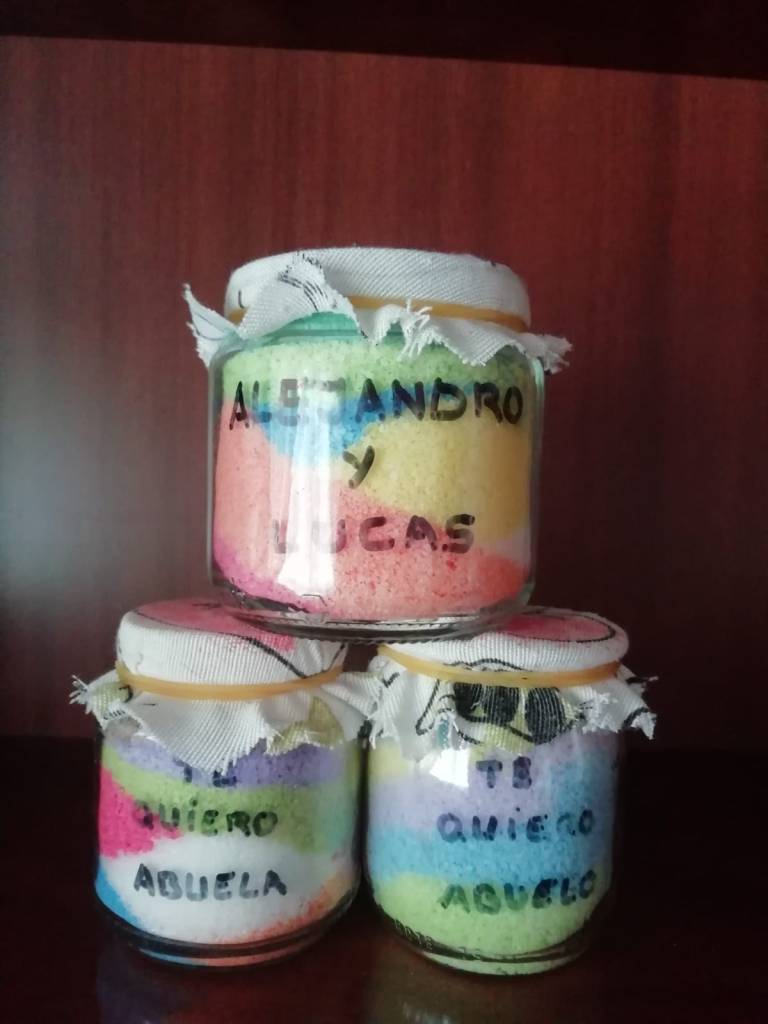 ALEJANDRO
Y
LUCAS
TE
QUIERO
ABUELA
TE
QUIERO
ABUELO